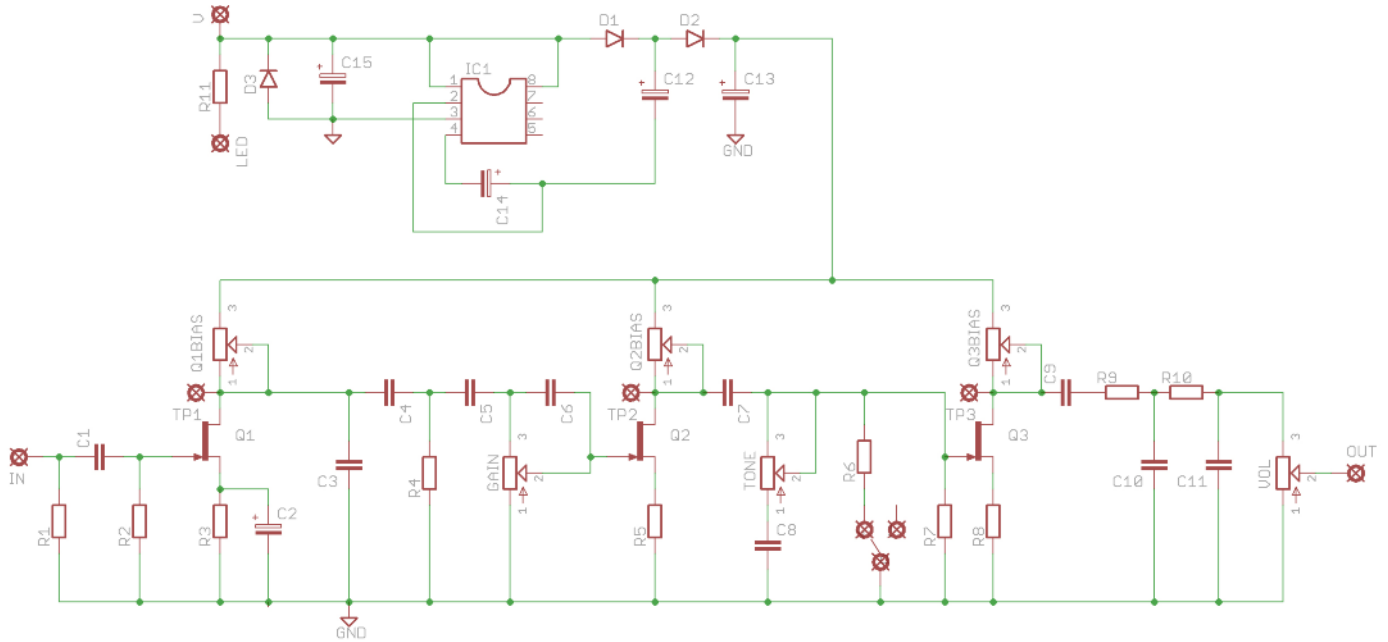 V
R11
LED
D3
C15
IC1
1
2
3
4
8
7
6
5
D1
D2
C12
C13
GND
C14
Q1BIAS
3
2
1
TP1
Q1
IN
C1
R1
R2
R3
C2
C3
GND
C4
R4
C5
GAIN
3
2
1
C6
Q2BIAS
3
2
1
TP2
Q2
R5
C7
TONE
3
2
1
C8
R6
R7
Q3BIAS
3
2
1
TP3
Q3
R8
C9
R9
R10
C10
C11
VOL
3
2
1
OUT